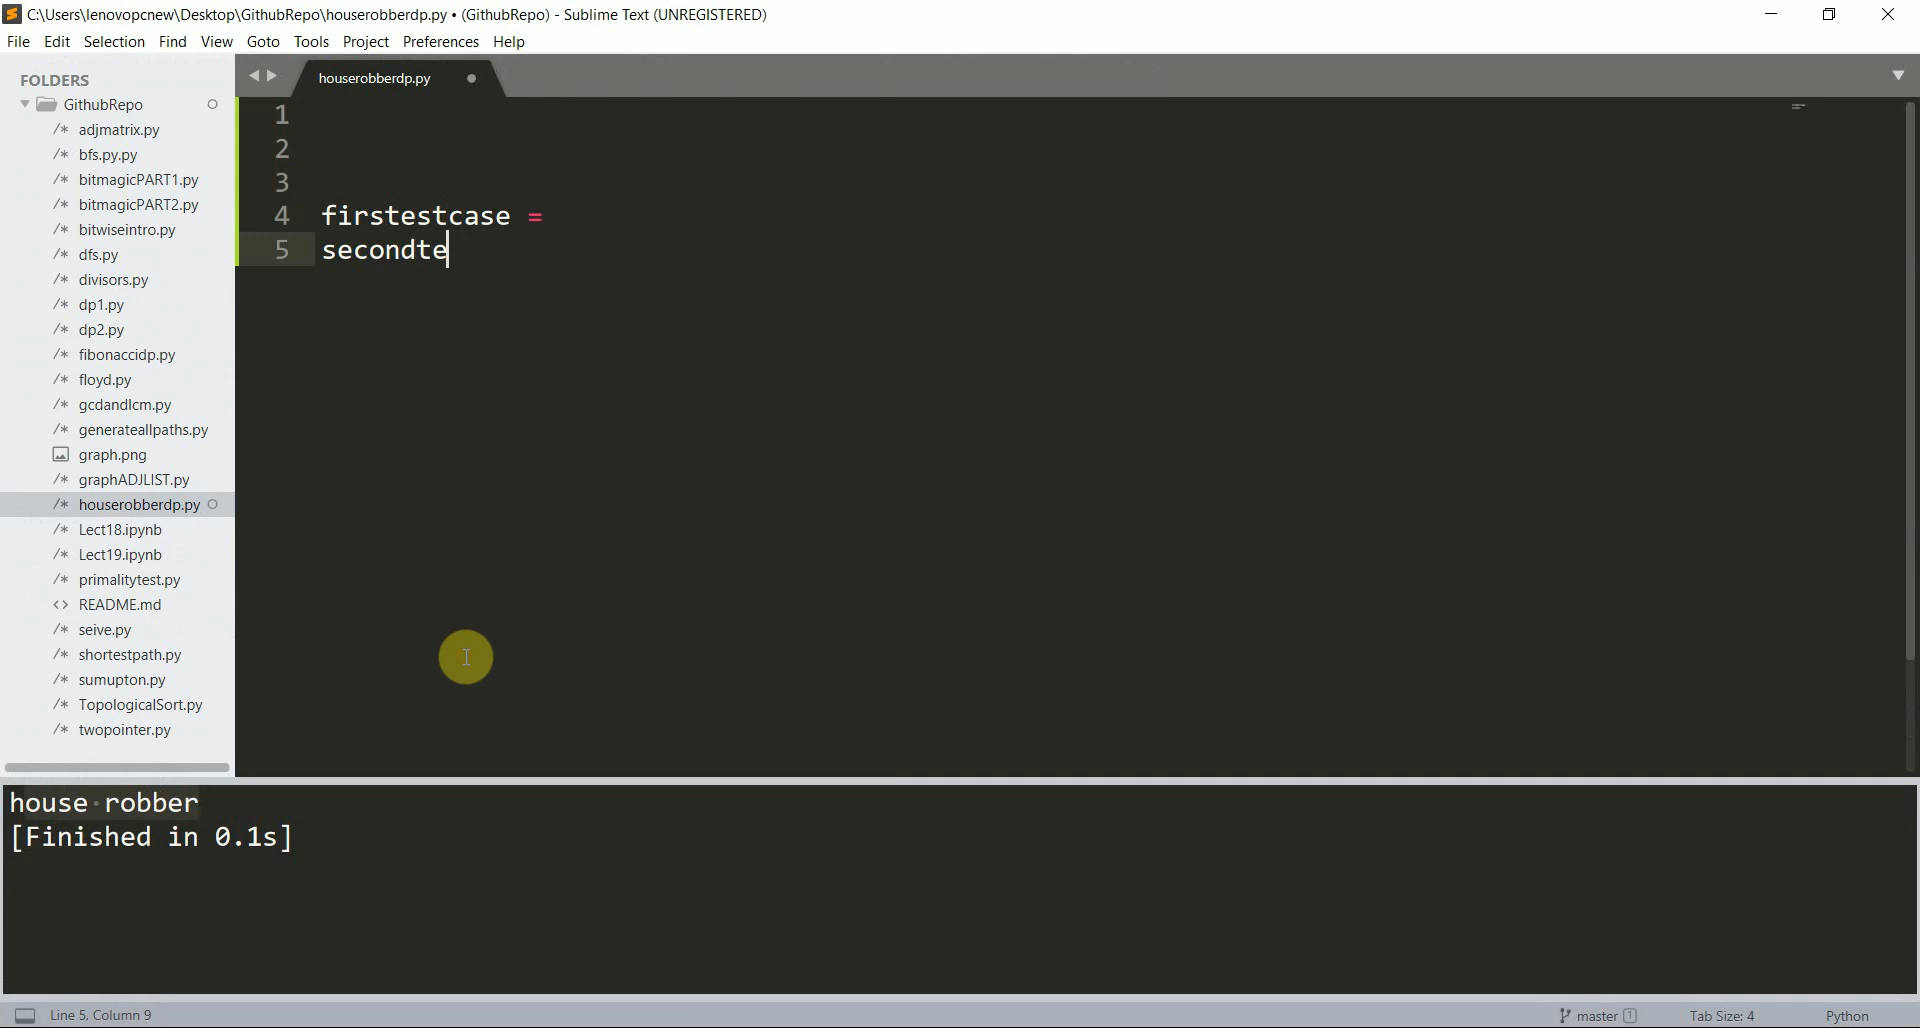 C:\Users\lenovopcnew\Desktop\GithubRepo\houserobberdp.py • (GithubRepo) - Sublime Text (UNREGISTERED)
File Edit Selection Find View Goto Tools Project Preferences Help
FOLDERS
GithubRepo
/* adjmatrix.py
/* bfs.py.py
/* bitmagicPART1.py
/* bitmagicPART2.py
/* bitwiseintro.py
/* dfs.py
/* divisors.py
/* dp1.py
/* dp2.py
/* fibonaccidp.py
/* floyd.py
/* gcdandlcm.py
/* generateallpaths.py
graph.png
/* graphADJLIST.py
/* houserobberdp.py
/* Lect18.ipynb
/* Lect19.ipynb
/* primalitytest.py
<> README.md
/* seive.py
/* shortestpath.py
/* sumupton.py
/* TopologicalSort.py
/* twopointer.py
houserobberdp.py
1
2
3
4 firstestcase =
5 secondte
house·robber
[Finished in 0.1s]
Line 5, Column 9
master 1
Tab Size: 4
Python